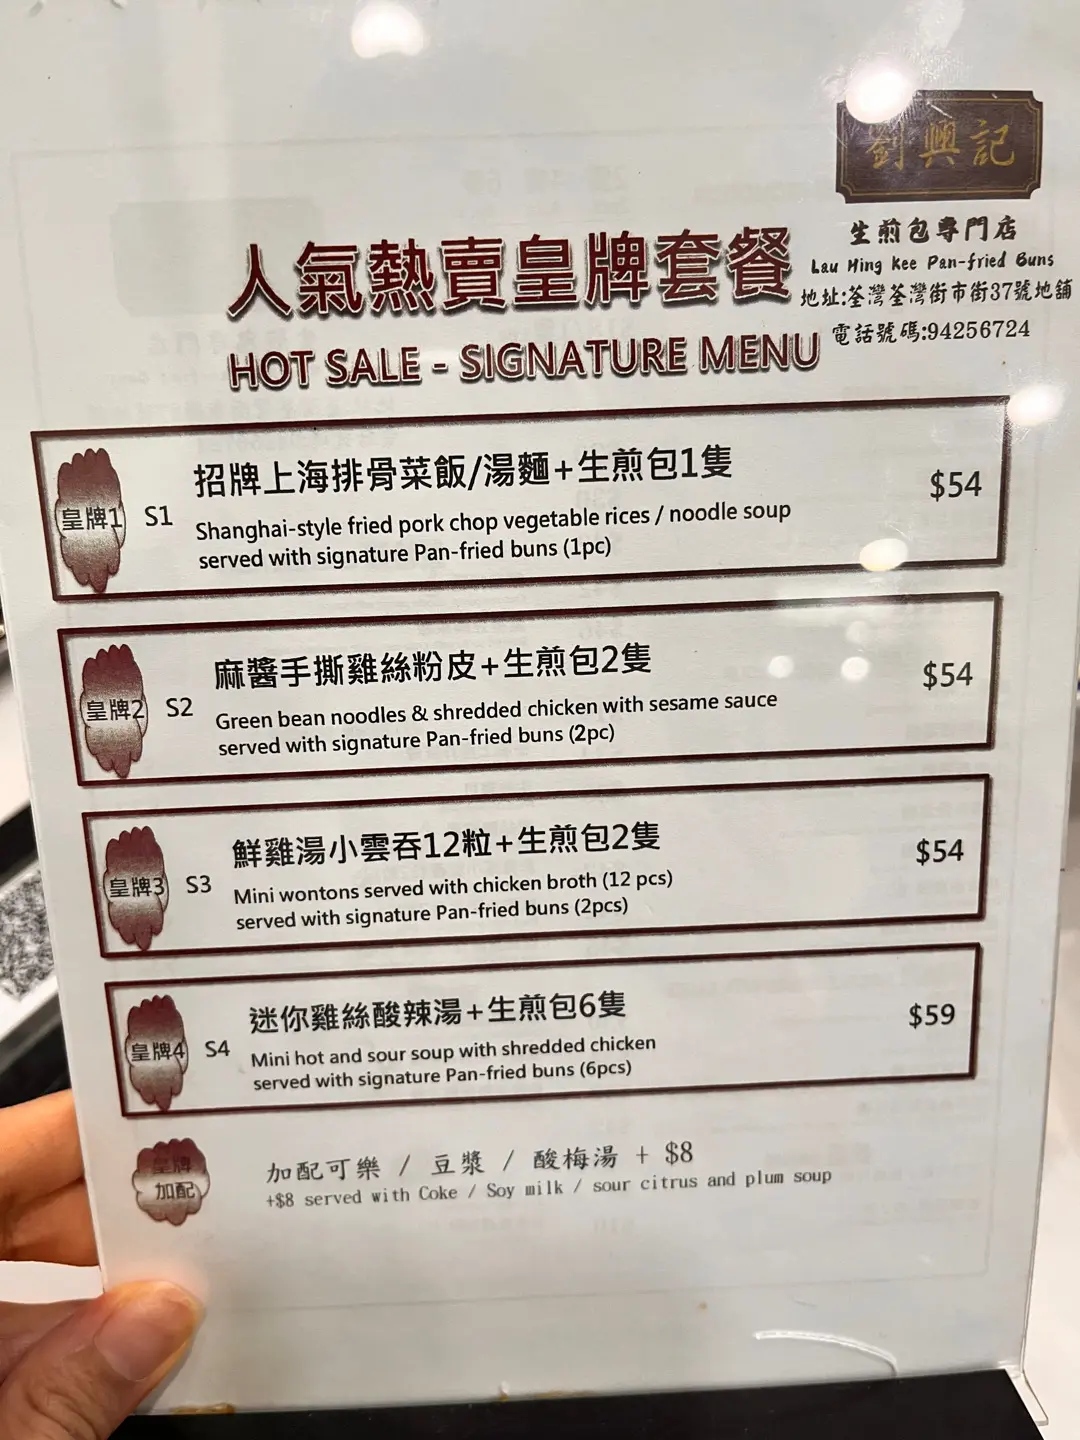 劉興記
生煎包專門店
Lau Hing Kee Pan-fried Buns
地址:荃灣荃灣街市街37號地舖
電話號碼:94256724
人氣熱賣皇牌套餐
HOT SALE - SIGNATURE MENU
皇牌1 S1 招牌上海排骨菜飯/湯麵+生煎包1隻 $54
Shanghai-style fried pork chop vegetable rices / noodle soup
served with signature Pan-fried buns (1pc)
皇牌2 S2 麻醬手撕雞絲粉皮+生煎包2隻 $54
Green bean noodles & shredded chicken with sesame sauce
served with signature Pan-fried buns (2pc)
皇牌3 S3 鮮雞湯小雲吞12粒+生煎包2隻 $54
Mini wontons served with chicken broth (12 pcs)
served with signature Pan-fried buns (2pcs)
皇牌4 S4 迷你雞絲酸辣湯+生煎包6隻 $59
Mini hot and sour soup with shredded chicken
served with signature Pan-fried buns (6pcs)
皇牌
加配
加配可樂 / 豆漿 / 酸梅湯 + $8
+$8 served with Coke / Soy milk / sour citrus and plum soup